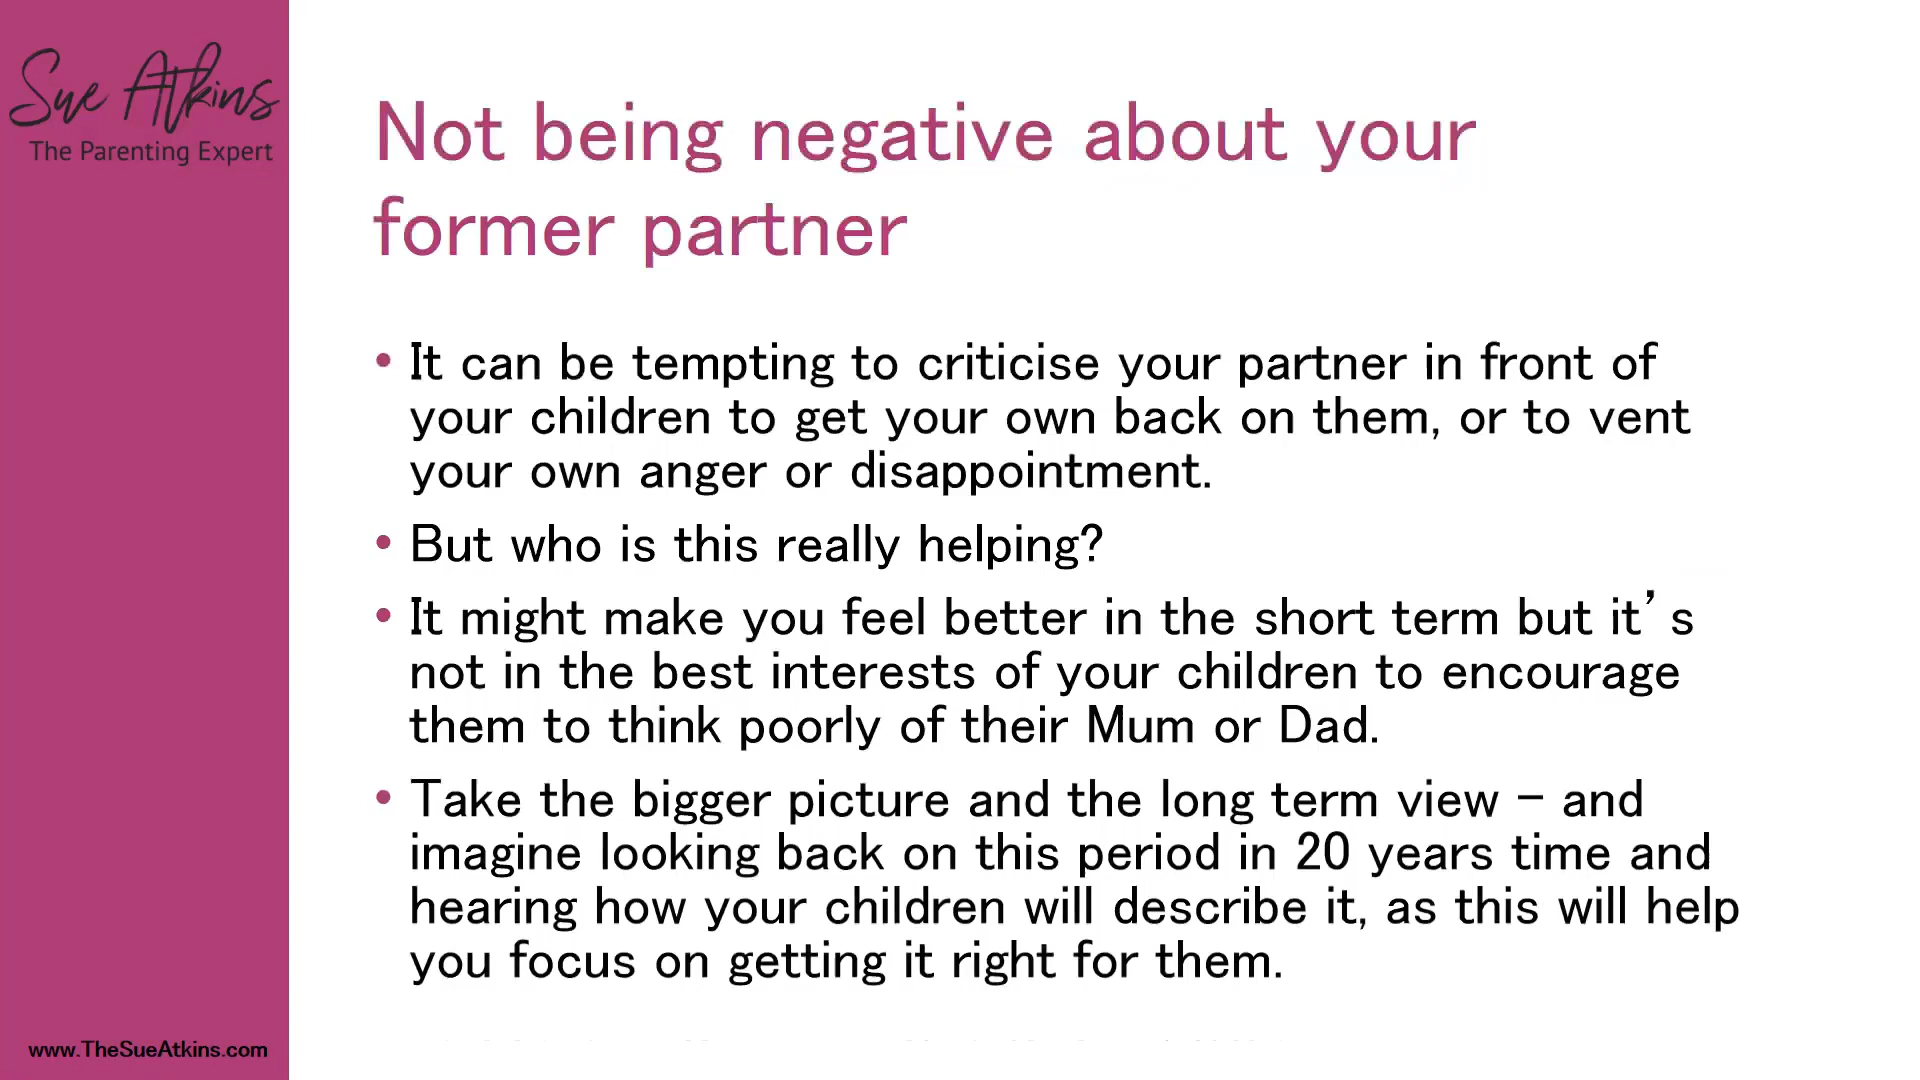 Sue Atkins
The Parenting Expert
Not being negative about your
former partner
• It can be tempting to criticise your partner in front of
your children to get your own back on them, or to vent
your own anger or disappointment.
• But who is this really helping?
• It might make you feel better in the short term but it’s
not in the best interests of your children to encourage
them to think poorly of their Mum or Dad.
• Take the bigger picture and the long term view – and
imagine looking back on this period in 20 years time and
hearing how your children will describe it, as this will help
you focus on getting it right for them.
www.TheSueAtkins.com